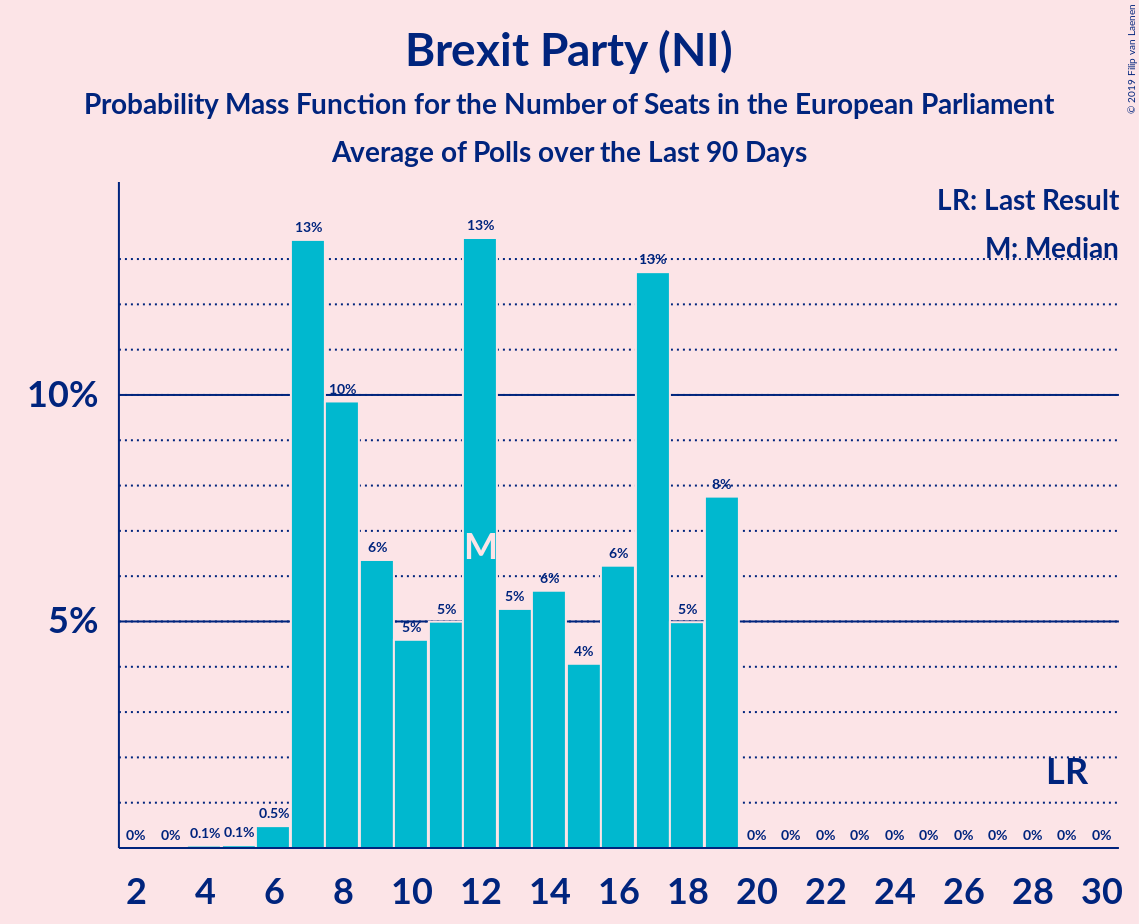 Brexit Party (NI)
Probability Mass Function for the Number of Seats in the European Parliament
Average of Polls over the Last 90 Days
© 2019 Filip van Laenen
LR: Last Result
M: Median
10%
5%
0% 0% 0.1% 0.1% 0.5% 13% 10% 6% 5% 5% 13% 5% 6% 4% 6% 13% 5% 8% 0% 0% 0% 0% 0% 0% 0% 0% 0% 0% 0%
M
LR
2 4 6 8 10 12 14 16 18 20 22 24 26 28 30